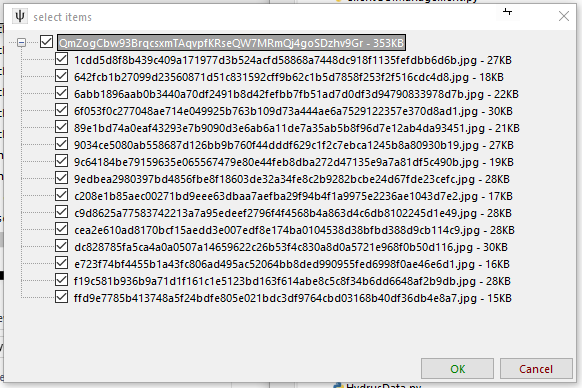 select items
QmZogCbw93BrqcsxmTAqvpfKRseQW7MRmQj4goSDzhv9Gr - 353KB
1cdd5d8f8b439c409a171977d3b524acfd58868a7448dc918f1135fefdbb6d6b.jpg - 27KB
642fcb1b27099d23560871d51c831592cff9b62c1b5d7858f253f2f516cdc4d8.jpg - 18KB
6abb1896aab0b3440a70df2491b8d42fefbb7fb51ad7d0df3d94790833978d7b.jpg - 22KB
6f053f0c277048ae714e049925b763b109d73a444ae6a7529122357e370d8ad1.jpg - 30KB
89e1bd74a0eaf43293e7b9090d3e6ab6a11de7a35ab5b8f96d7e12ab4da93451.jpg - 21KB
9034ce5080ab558687d126bb9b760f44dddf629c1f2c7ebca1245b8a80930b19.jpg - 27KB
9c64184be79159635e065567479e80e44feb8dba272d47135e9a7a81df5c490b.jpg - 19KB
9edbea2980397bd4856fbe8f18603de32a34fe8c2b9282bcbe24d67fde23cefc.jpg - 28KB
c208e1b85aec00271bd9eee63dbaa7aefba29f94b4f1a9975e2236ae1043d7e2.jpg - 17KB
c9d8625a77583742213a7a95edeef2796f4f4568b4a863d4c6db8102245d1e49.jpg - 28KB
cea2e610ad8170bcf15aedd3e007edf8e174ba0104538d38bfbd388d9cb114c9.jpg - 28KB
dc828785fa5ca4a0a0507a14659622c26b53f4c830a8d0a5721e968f0b50d116.jpg - 30KB
e723f74bf4455b1a43fc806ad495ac52064bb8ded990955fed6998f0ae46e6d1.jpg - 16KB
f19c581b936b9a71d1f161c1e5123bd163f614abe8c5c8f34b6dd6648af2b9db.jpg - 28KB
ffd9e7785b413748a5f24bdfe805e021bdc3df9764cbd03168b40df36db4e8a7.jpg - 15KB
OK
Cancel